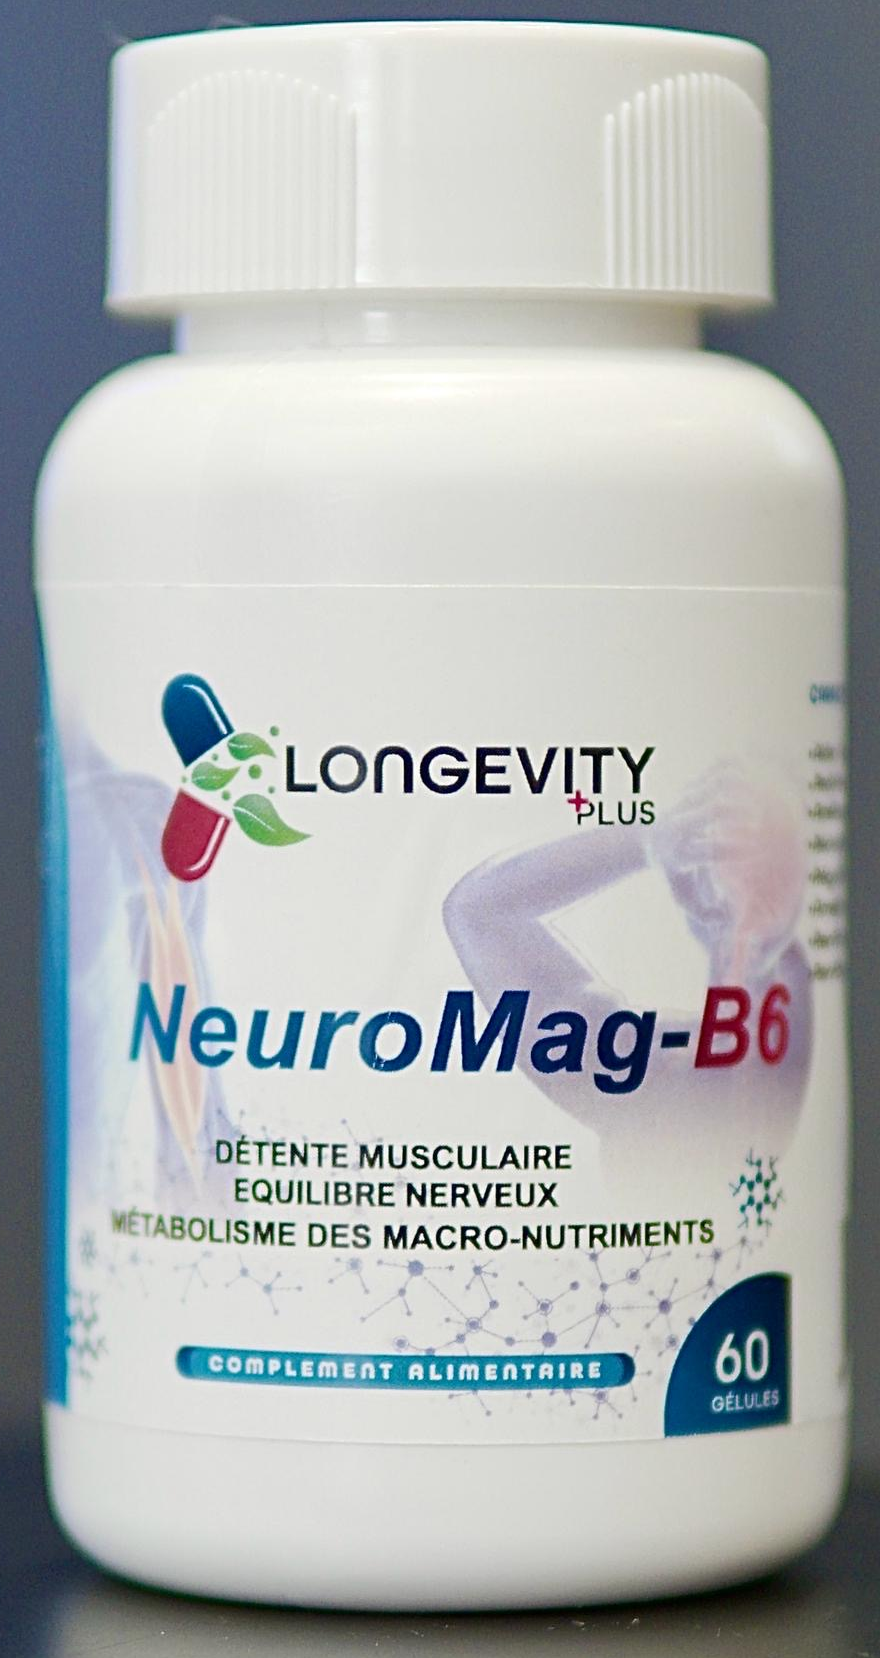 LONGEVITY
+PLUS
NeuroMag-B6
DÉTENTE MUSCULAIRE
EQUILIBRE NERVEUX
MÉTABOLISME DES MACRO-NUTRIMENTS
COMPLEMENT ALIMENTAIRE
60
GÉLULES